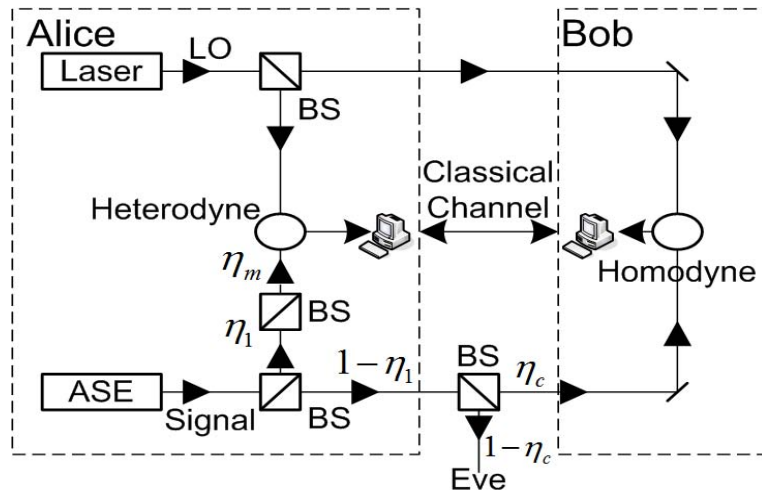 Alice
Bob
LO
Laser
BS
Classical
Channel
Heterodyne
Homodyne
η_m
η_1
BS
BS
1−η_1
η_c
ASE
Signal
BS
1−η_c
Eve